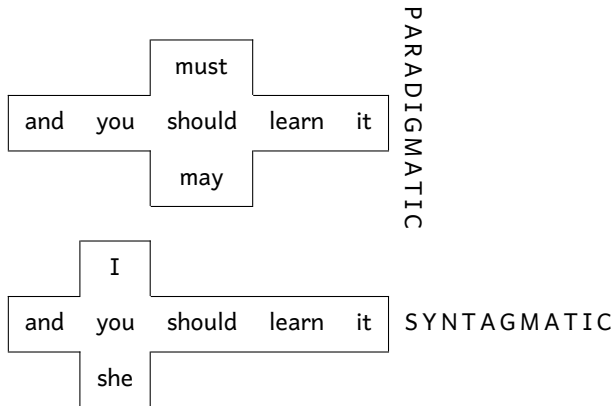 must
and you should learn it
may
PARADIGMATIC
I
and you should learn it SYNTAGMATIC
she